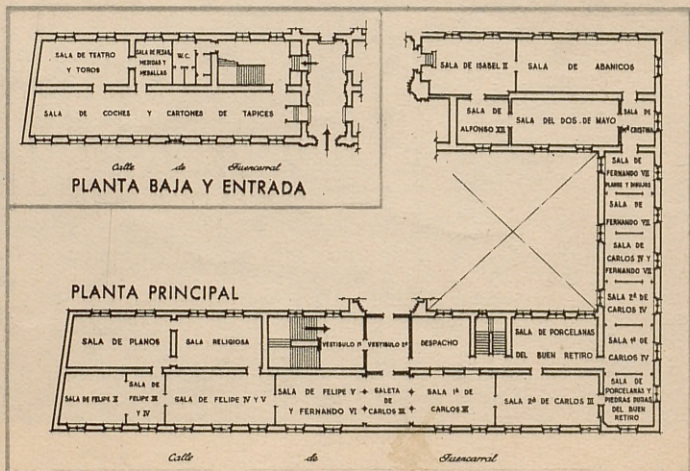 SALA DE TEATRO
Y TOROS
SALA DE PESAS,
MEDIDAS Y
MEDALLAS
W.C.
SALA DE COCHES Y CARTONES DE TAPICES
Calle de Fuencarral
PLANTA BAJA Y ENTRADA
SALA DE ISABEL II
SALA DE ABANICOS
SALA DE
ALFONSO XII
SALA DEL DOS DE MAYO
SALA DE
Mª CRISTINA
SALA DE
FERNANDO VII
PLANOS Y DIBUJOS
SALA DE
FERNANDO VII
SALA DE
CARLOS IV Y
FERNANDO VII
SALA 2ª DE
CARLOS IV
SALA 1ª DE
CARLOS IV
SALA DE
PORCELANAS Y
PIEDRAS DURAS
DEL BUEN
RETIRO
PLANTA PRINCIPAL
SALA DE PLANOS
SALA RELIGIOSA
VESTIBULO 1º
VESTIBULO 2º
DESPACHO
SALA DE PORCELANAS
DEL BUEN RETIRO
SALA DE FELIPE II
SALA DE
FELIPE III
Y IV
SALA DE FELIPE IV Y V
SALA DE FELIPE V
Y FERNANDO VI
SALETA
DE
CARLOS III
SALA 1ª DE
CARLOS III
SALA 2ª DE CARLOS III
Calle de Fuencarral